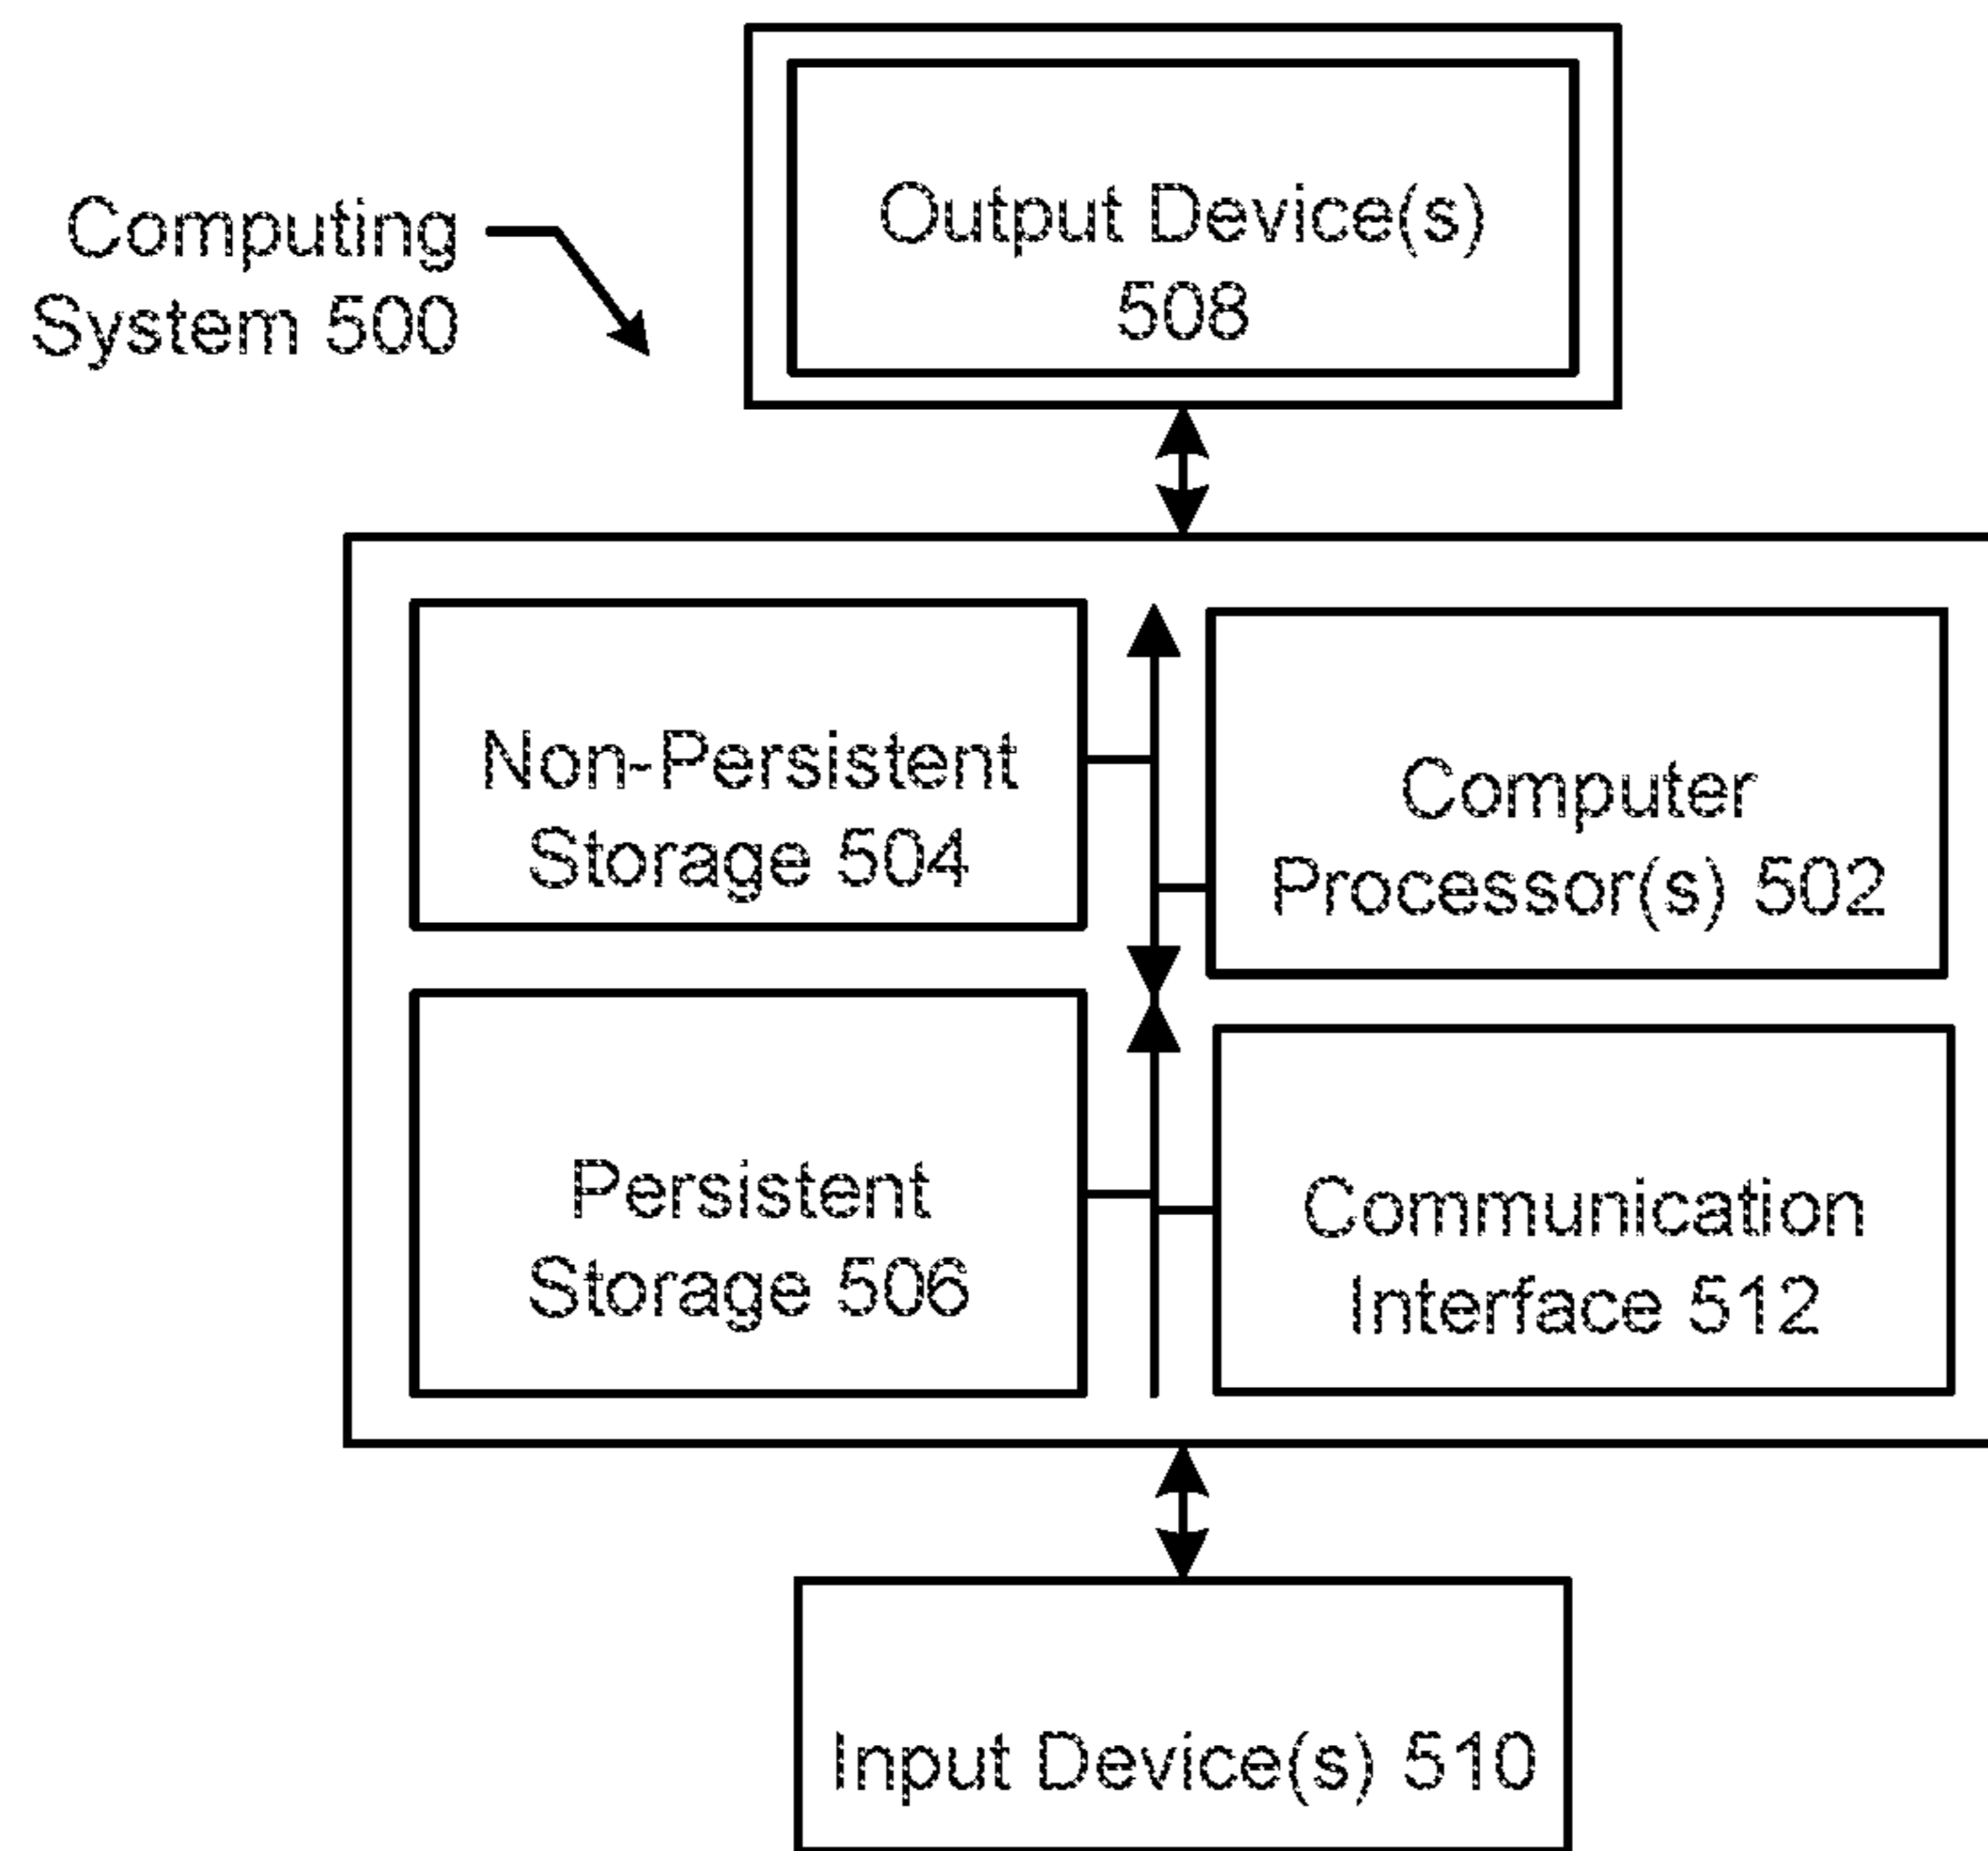 Computing
System 500
Output Device(s)
508
Non-Persistent
Storage 504
Computer
Processor(s) 502
Persistent
Storage 506
Communication
Interface 512
Input Device(s) 510